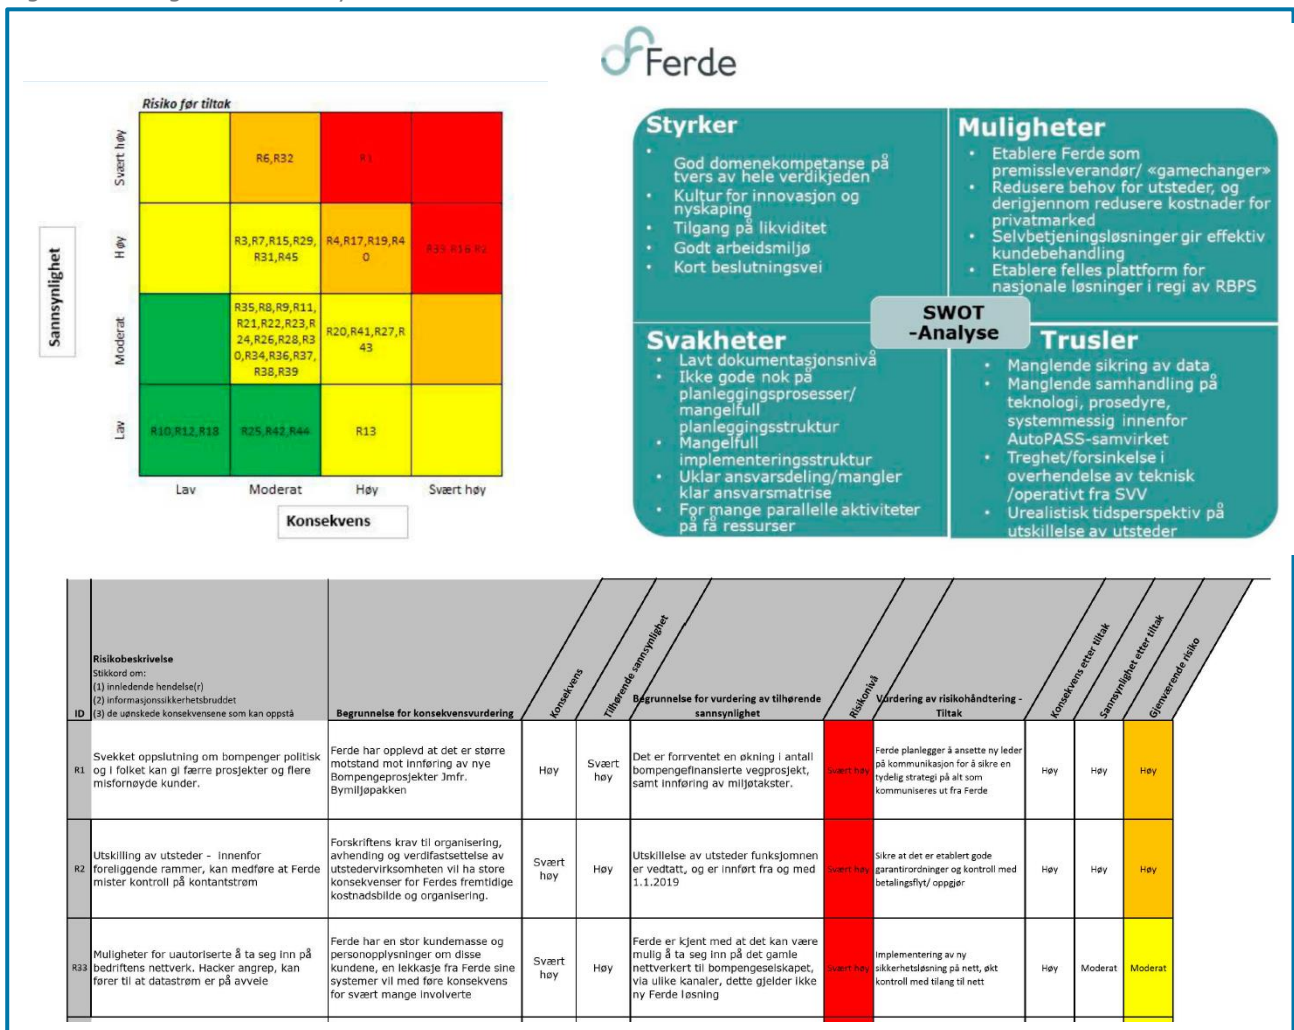 Ferde
Risiko før tiltak
Sannsynlighet
Svært høy
R6,R32
R1
Høy
R3,R7,R15,R29,
R31,R45
R4,R17,R19,R4
0
R33 R16 R2
Moderat
R35,R8,R9,R11,
R21,R22,R23,R
24,R26,R28,R3
0,R34,R36,R37,
R38,R39
R20,R41,R27,R
43
Lav
R10,R12,R18
R25,R42,R44
R13
Lav
Moderat
Høy
Svært høy
Konsekvens
Styrker
•
God domenekompetanse på
tvers av hele verdikjeden
• Kultur for innovasjon og
nyskaping
• Tilgang på likviditet
• Godt arbeidsmiljø
• Kort beslutningsvei
Muligheter
• Etablere Ferde som
premissleverandør/ «gamechanger»
• Redusere behov for utsteder, og
derigjennom redusere kostnader for
privatmarked
• Selvbetjeningsløsninger gir effektiv
kundebehandling
• Etablere felles plattform for
nasjonale løsninger i regi av RBPS
SWOT
-Analyse
Svakheter
• Lavt dokumentasjonsnivå
• Ikke gode nok på
planleggingsprosesser/
mangelfull
planleggingsstruktur
• Mangelfull
implementeringsstruktur
• Uklar ansvarsdeling/mangler
klar ansvarsmatrise
• For mange parallelle aktiviteter
på få ressurser
Trusler
• Manglende sikring av data
• Manglende samhandling på
teknologi, prosedyre,
systemmessig innenfor
AutoPASS-samvirket
• Treghet/forsinkelse i
overhendelse av teknisk
/operativt fra SVV
• Urealistisk tidsperspektiv på
utskillelse av utsteder
ID
Risikobeskrivelse
Stikkord om:
(1) innledende hendelse(r)
(2) informasjonssikkerhetsbruddet
(3) de uønskede konsekvensene som kan oppstå
Begrunnelse for konsekvensvurdering
Konsekvens
Tilhørende sannsynlighet
Begrunnelse for vurdering av tilhørende
sannsynlighet
Risikonivå
Vurdering av risikohåndtering -
Tiltak
Konsekvens etter tiltak
Sannsynlighet etter tiltak
Gjenværende risiko
R1
Svekket oppslutning om bompenger politisk
og i folket kan gi færre prosjekter og flere
misfornøyde kunder.
Ferde har opplevd at det er større
motstand mot innføring av nye
Bompengeprosjekter Jmfr.
Bymiljøpakken
Høy
Svært
høy
Det er forrventet en økning i antall
bompengefinansierte vegprosjekt,
samt innføring av miljøtakster.
Svært høy
Ferde planlegger å ansette ny leder
på kommunikasjon for å sikre en
tydelig strategi på alt som
kommuniseres ut fra Ferde
Høy
Høy
Høy
R2
Utskilling av utsteder - innenfor
foreliggende rammer, kan medføre at Ferde
mister kontroll på kontantstrøm
Forskriftens krav til organisering,
avhending og verdifastsettelse av
utstedervirksomheten vil ha store
konsekvenser for Ferdes fremtidige
kostnadsbilde og organisering.
Svært
høy
Høy
Utskillelse av utsteder funksjomnen
er vedtatt, og er innført fra og med
1.1.2019
Svært høy
Sikre at det er etablert gode
garantirordninger og kontroll med
betalingsflyt/ oppgjør
Høy
Høy
Høy
R33
Muligheter for uautoriserte å ta seg inn på
bedriftens nettverk. Hacker angrep, kan
fører til at datastrøm er på avveie
Ferde har en stor kundemasse og
personopplysninger om disse
kundene, en lekkasje fra Ferde sine
systemer vil med føre konsekvens
for svært mange involverte
Svært
høy
Høy
Ferde er kjent med at det kan være
mulig å ta seg inn på det gamle
nettverkert til bompengeselskapet,
via ulike kanaler, dette gjelder ikke
ny Ferde løsning
Svært høy
Implementering av ny
sikkerhetsløsning på nett, økt
kontroll med tilang til nett
Høy
Moderat
Moderat